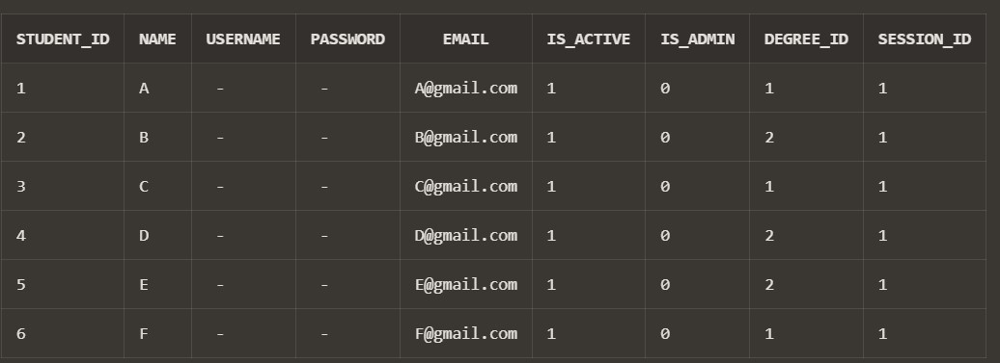 STUDENT_ID NAME USERNAME PASSWORD EMAIL IS_ACTIVE IS_ADMIN DEGREE_ID SESSION_ID
1 A - - A@gmail.com 1 0 1 1
2 B - - B@gmail.com 1 0 2 1
3 C - - C@gmail.com 1 0 1 1
4 D - - D@gmail.com 1 0 2 1
5 E - - E@gmail.com 1 0 2 1
6 F - - F@gmail.com 1 0 1 1